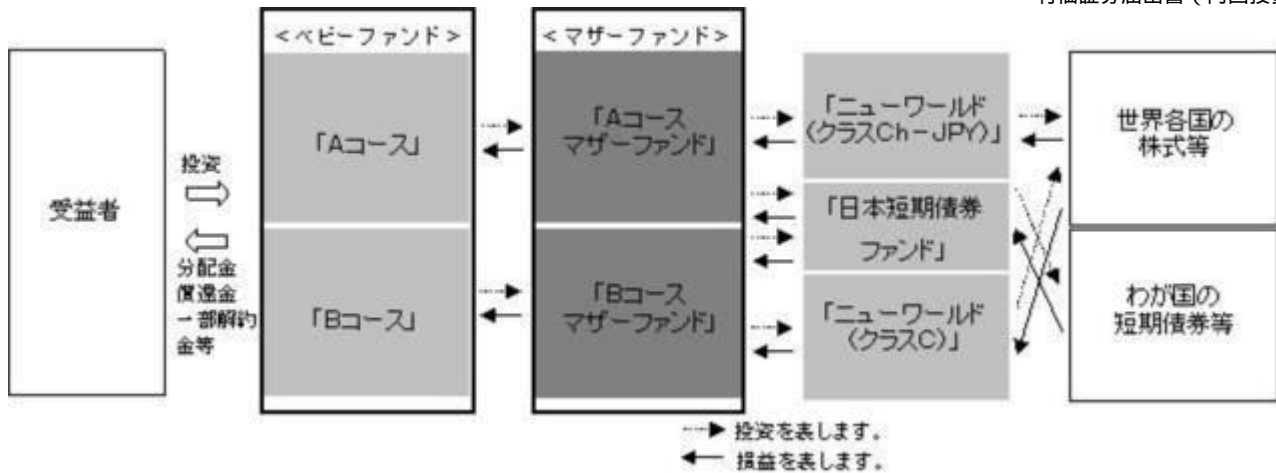 <ベビーファンド>
<マザーファンド>
受益者
投資
分配金
償還金
一部解約
金等
「Aコース」
「Bコース」
「Aコース
マザーファンド」
「Bコース
マザーファンド」
「ニューワールド
(クラスCh-JPY)」
「日本短期債券
ファンド」
「ニューワールド
(クラスC)」
世界各国の
株式等
わが国の
短期債券等
投資を表します。
損益を表します。